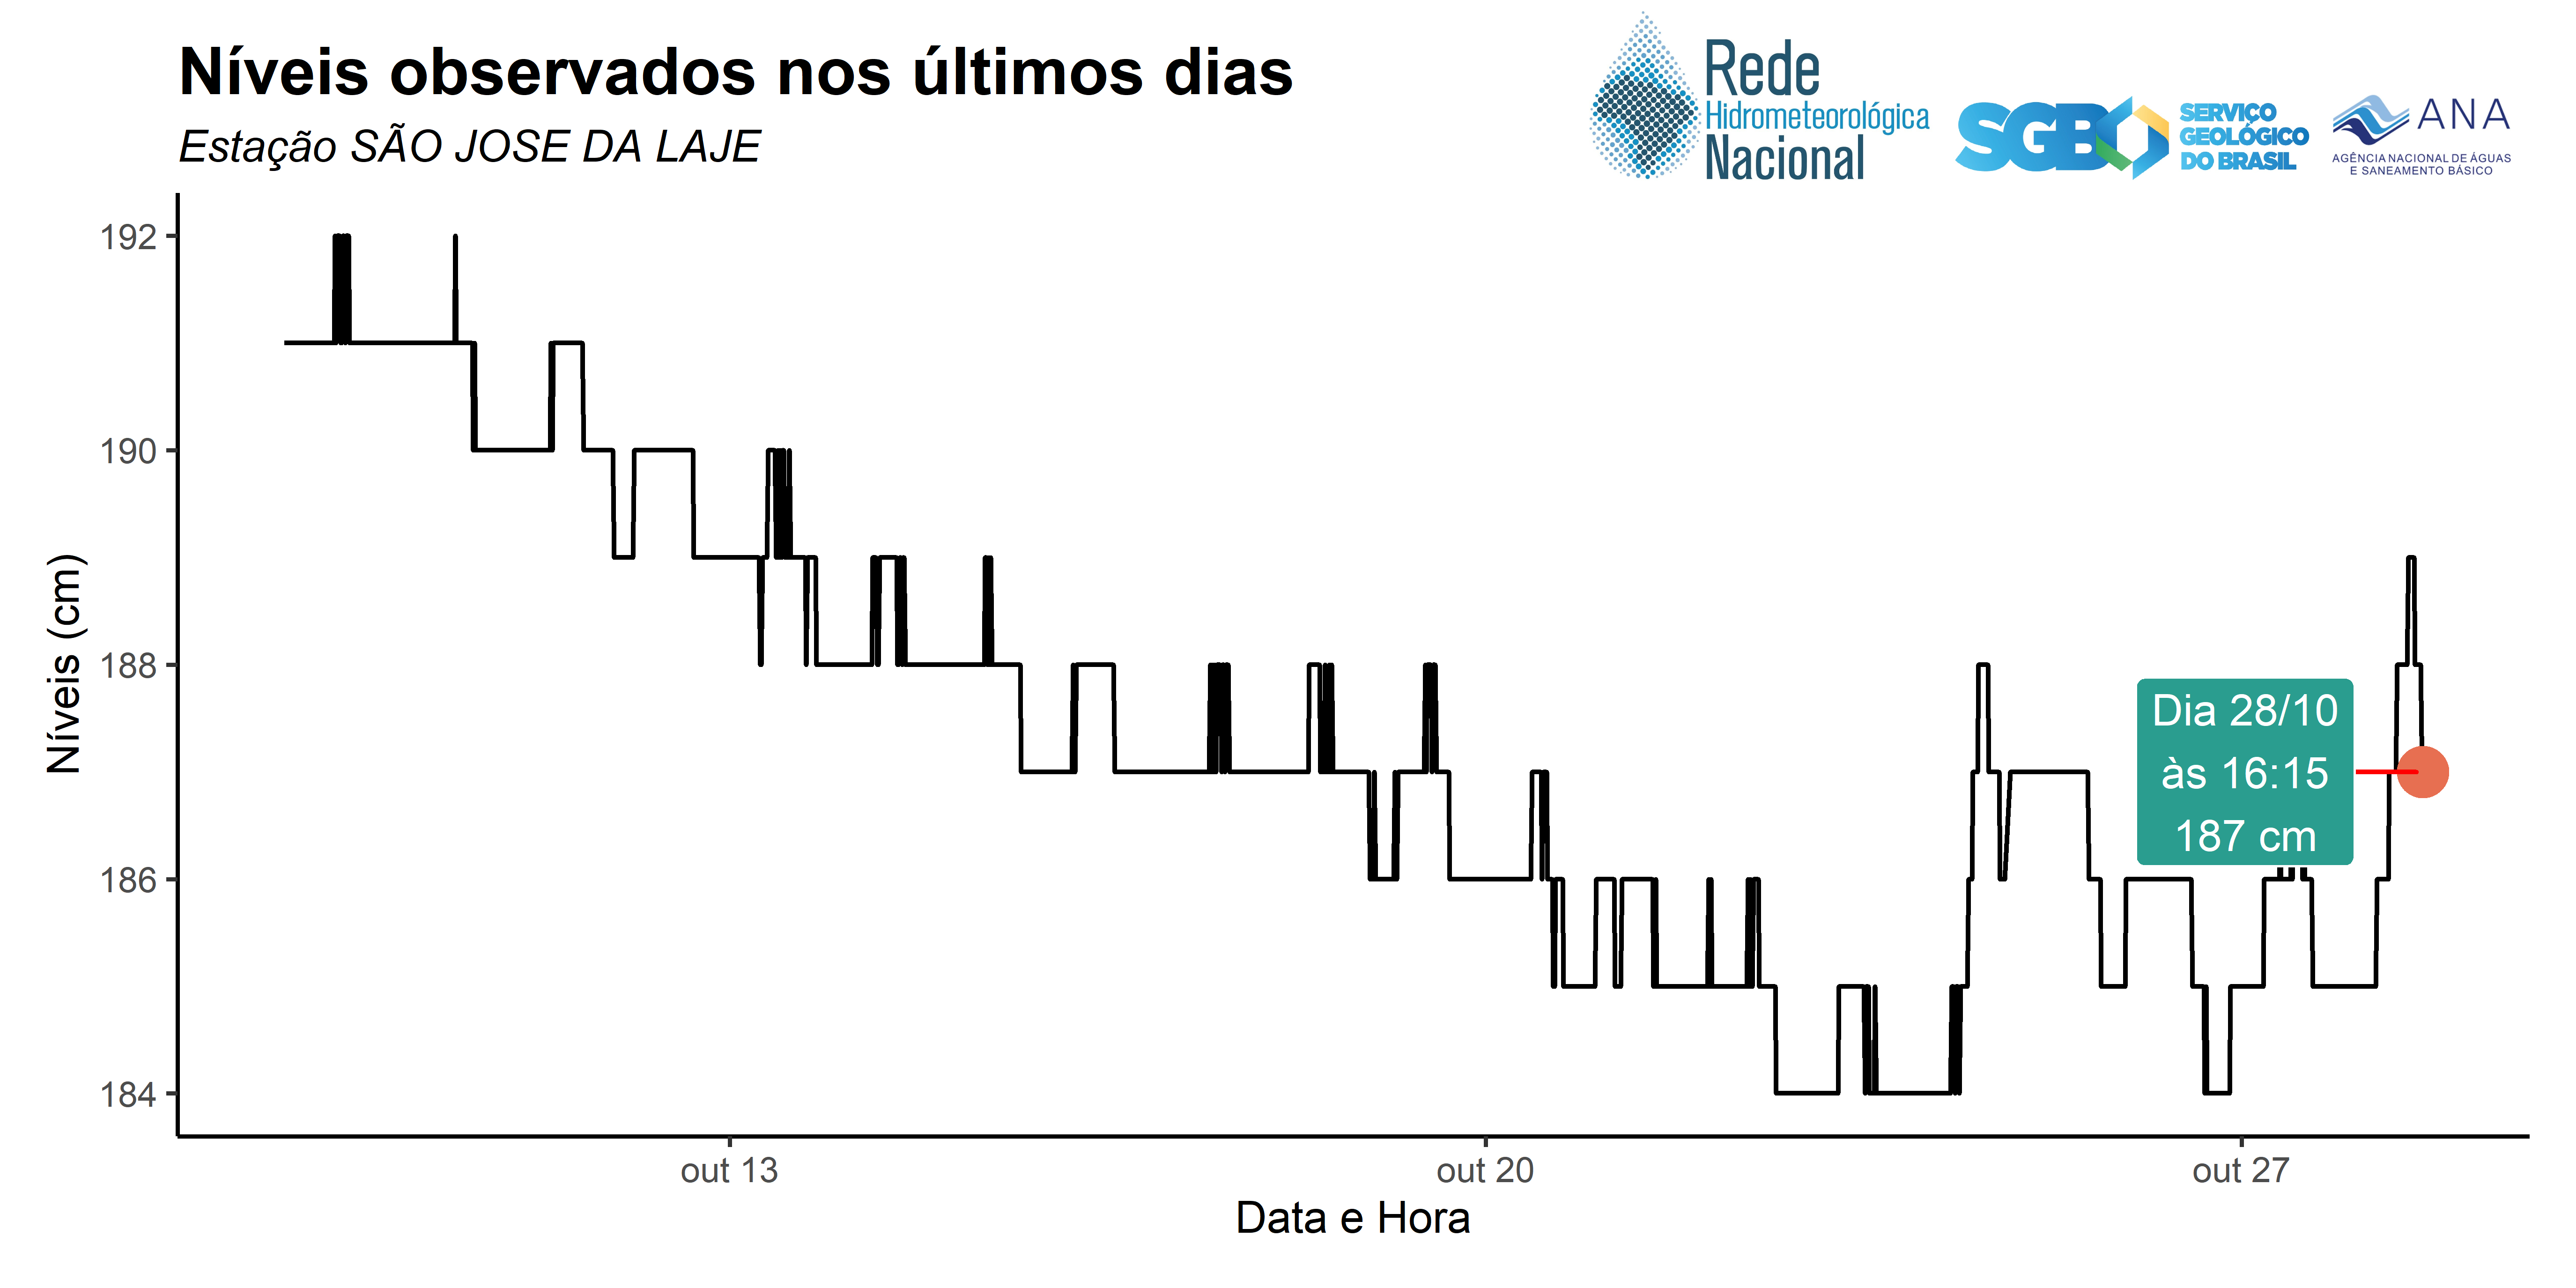 Níveis observados nos últimos dias
Estação SÃO JOSE DA LAJE
Rede
Hidrometeorológica
Nacional
SGB
SERVIÇO
GEOLÓGICO
DO BRASIL
ANA
AGÊNCIA NACIONAL DE ÁGUAS
E SANEAMENTO BÁSICO
Níveis (cm)
192
190
188
186
184
Dia 28/10
às 16:15
187 cm
out 13
out 20
out 27
Data e Hora